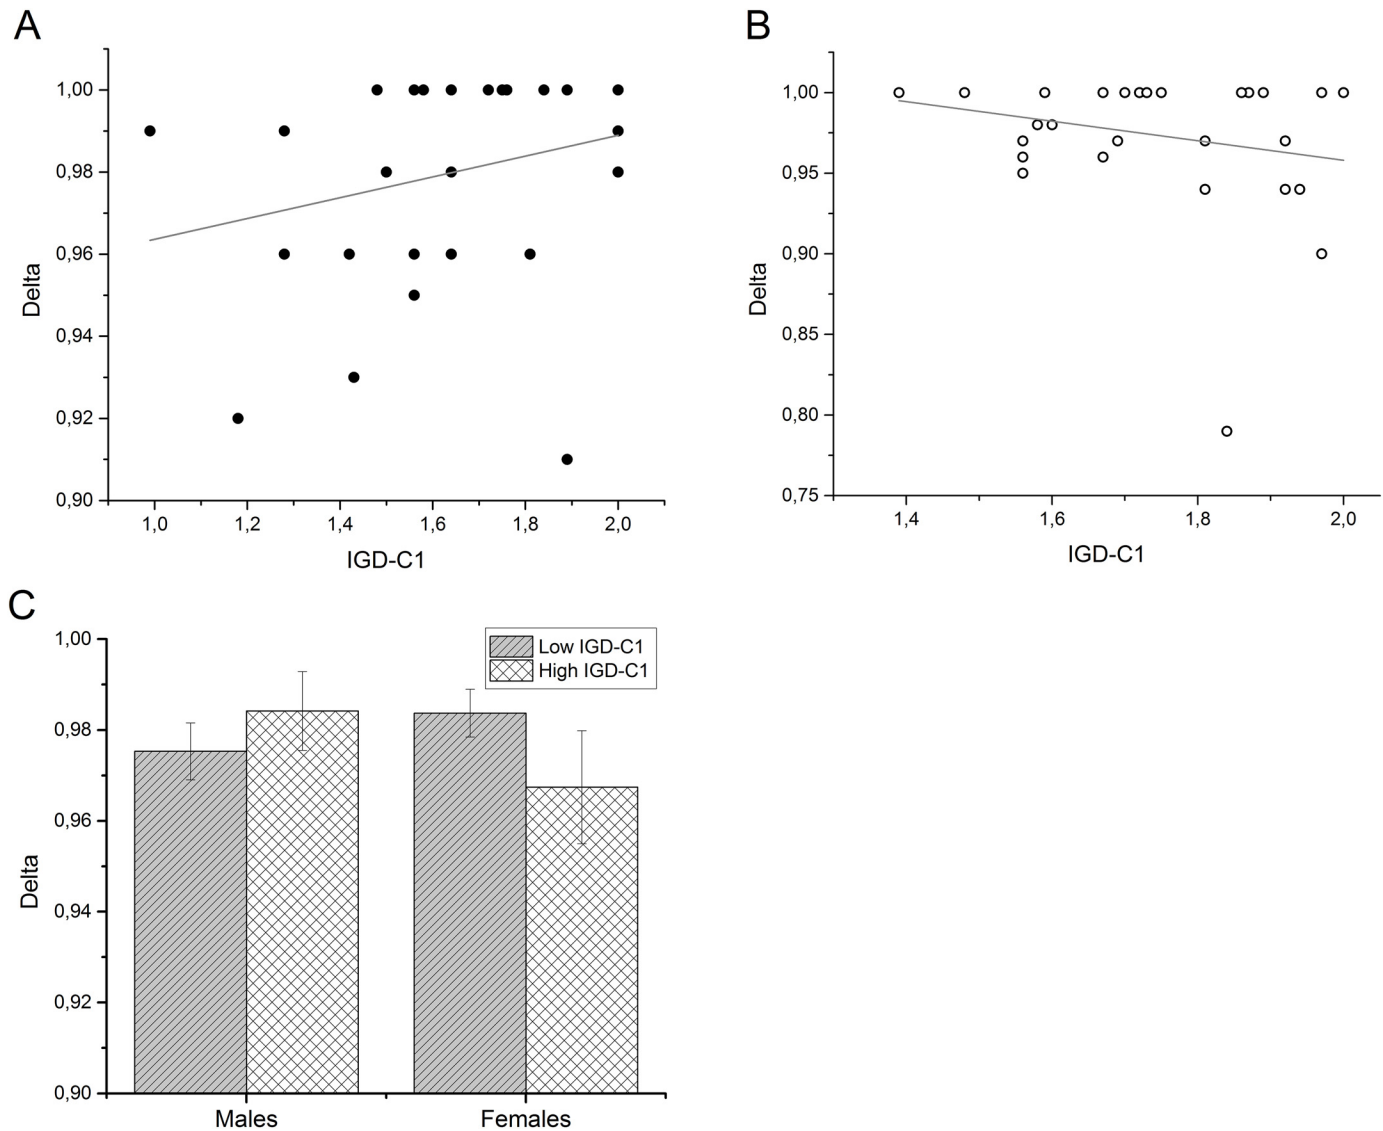 A
1,00
0,98
0,96
0,94
0,92
0,90
Delta
1,0 1,2 1,4 1,6 1,8 2,0
IGD-C1
B
1,00
0,95
0,90
0,85
0,80
0,75
Delta
1,4 1,6 1,8 2,0
IGD-C1
C
1,00
0,98
0,96
0,94
0,92
0,90
Delta
Low IGD-C1
High IGD-C1
Males Females